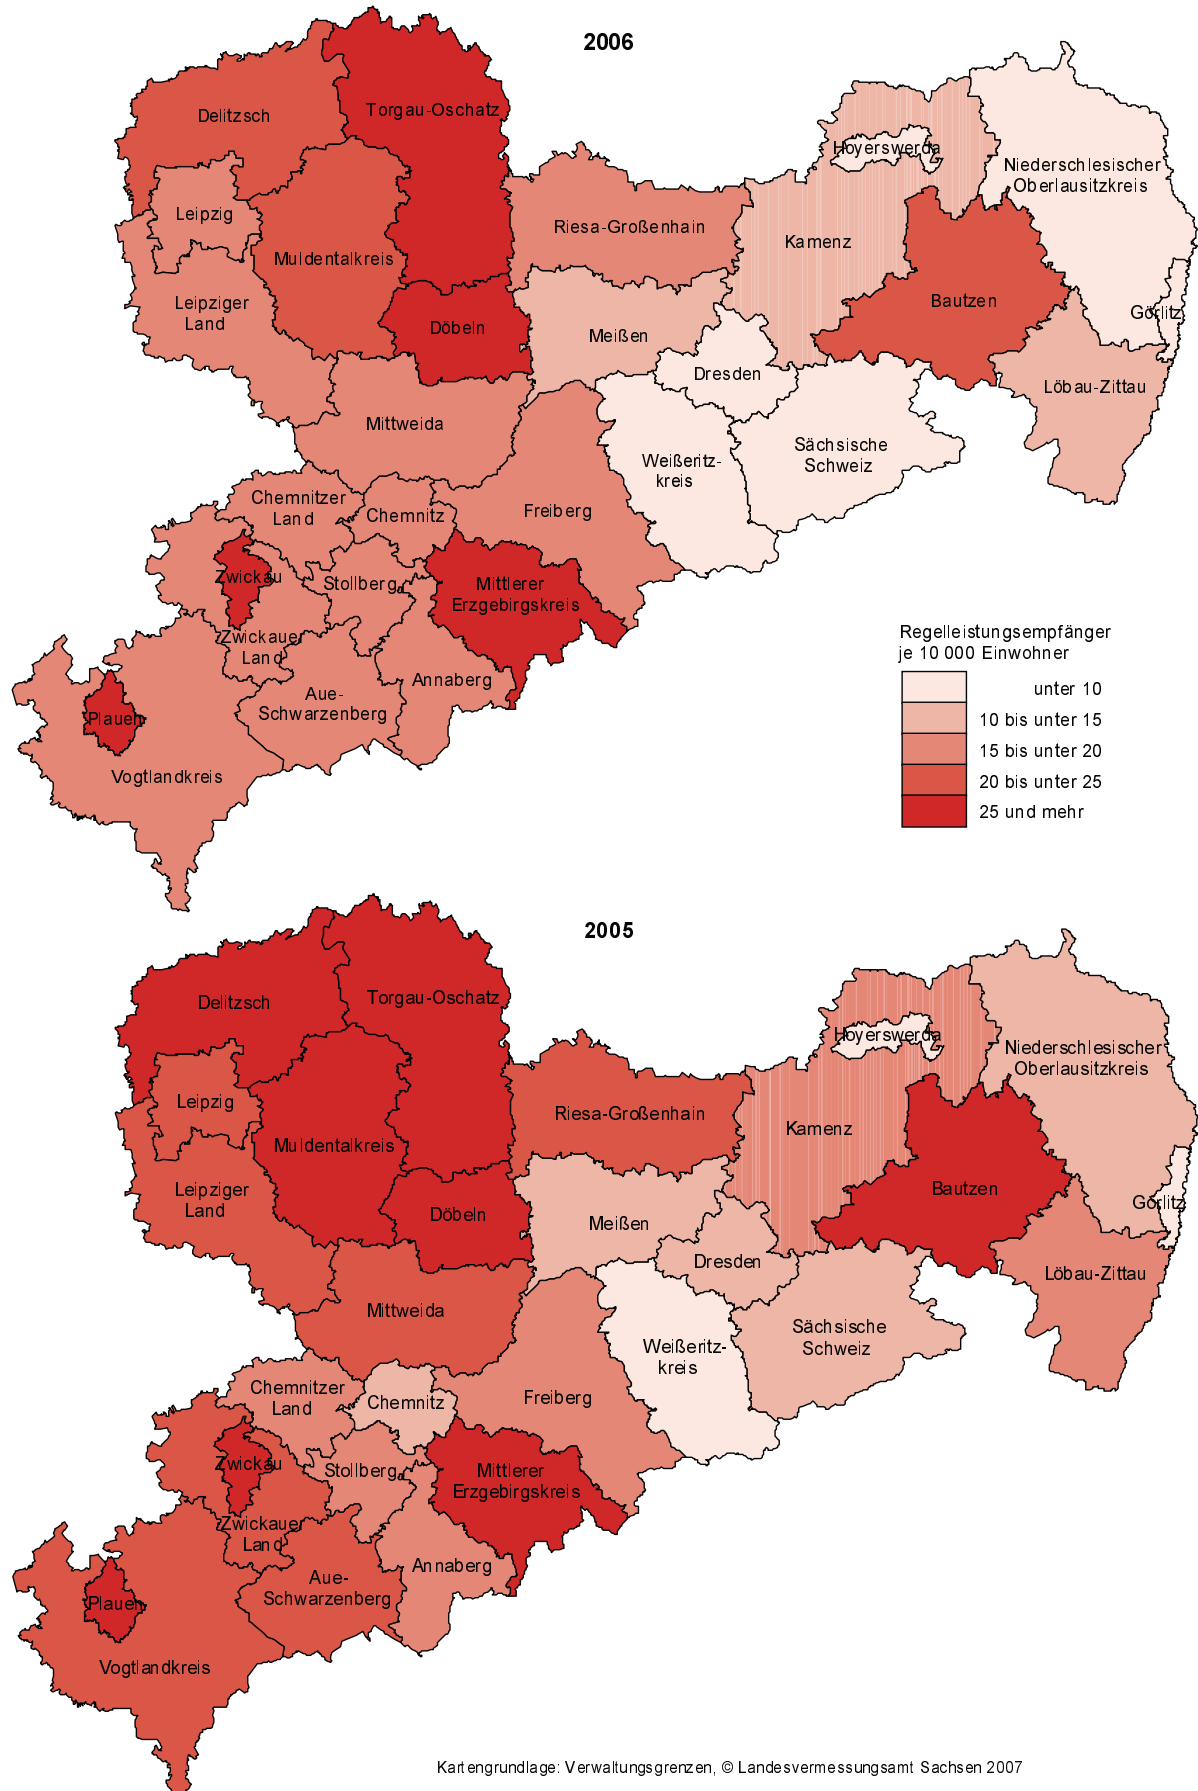 2006
Delitzsch
Torgau-Oschatz
Hoyerswerda
Niederschlesischer
Oberlausitzkreis
Leipzig
Riesa-Großenhain
Kamenz
Muldentalkreis
Bautzen
Leipziger
Land
Döbeln
Meißen
Görlitz
Dresden
Löbau-Zittau
Mittweida
Sächsische
Schweiz
Weißeritz-
kreis
Chemnitzer
Land
Chemnitz
Freiberg
Zwickau
Stollberg
Mittlerer
Erzgebirgskreis
Zwickauer
Land
Annaberg
Aue-
Schwarzenberg
Plauen
Vogtlandkreis
Regelleistungsempfänger
je 10 000 Einwohner
unter 10
10 bis unter 15
15 bis unter 20
20 bis unter 25
25 und mehr
2005
Delitzsch
Torgau-Oschatz
Hoyerswerda
Niederschlesischer
Oberlausitzkreis
Leipzig
Riesa-Großenhain
Kamenz
Muldentalkreis
Bautzen
Leipziger
Land
Döbeln
Meißen
Görlitz
Dresden
Löbau-Zittau
Mittweida
Sächsische
Schweiz
Weißeritz-
kreis
Chemnitzer
Land
Chemnitz
Freiberg
Zwickau
Stollberg
Mittlerer
Erzgebirgskreis
Zwickauer
Land
Annaberg
Aue-
Schwarzenberg
Plauen
Vogtlandkreis
Kartengrundlage: Verwaltungsgrenzen, © Landesvermessungsamt Sachsen 2007